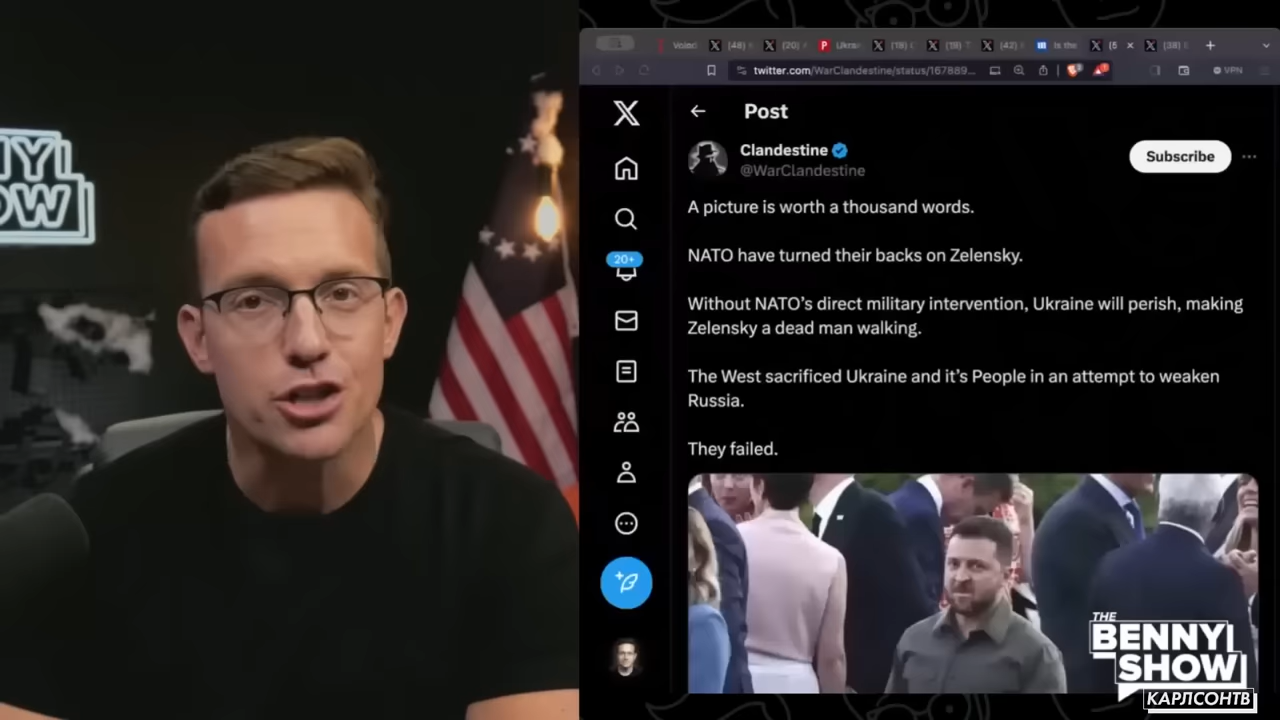 twitter.com/WarClandestine/status/167889...
VPN
Post
Clandestine
@WarClandestine
Subscribe
A picture is worth a thousand words.
NATO have turned their backs on Zelensky.
20+
Without NATO’s direct military intervention, Ukraine will perish, making
Zelensky a dead man walking.
The West sacrificed Ukraine and it’s People in an attempt to weaken
Russia.
They failed.
THE
BENNY
SHOW
КАРЛСОНТВ